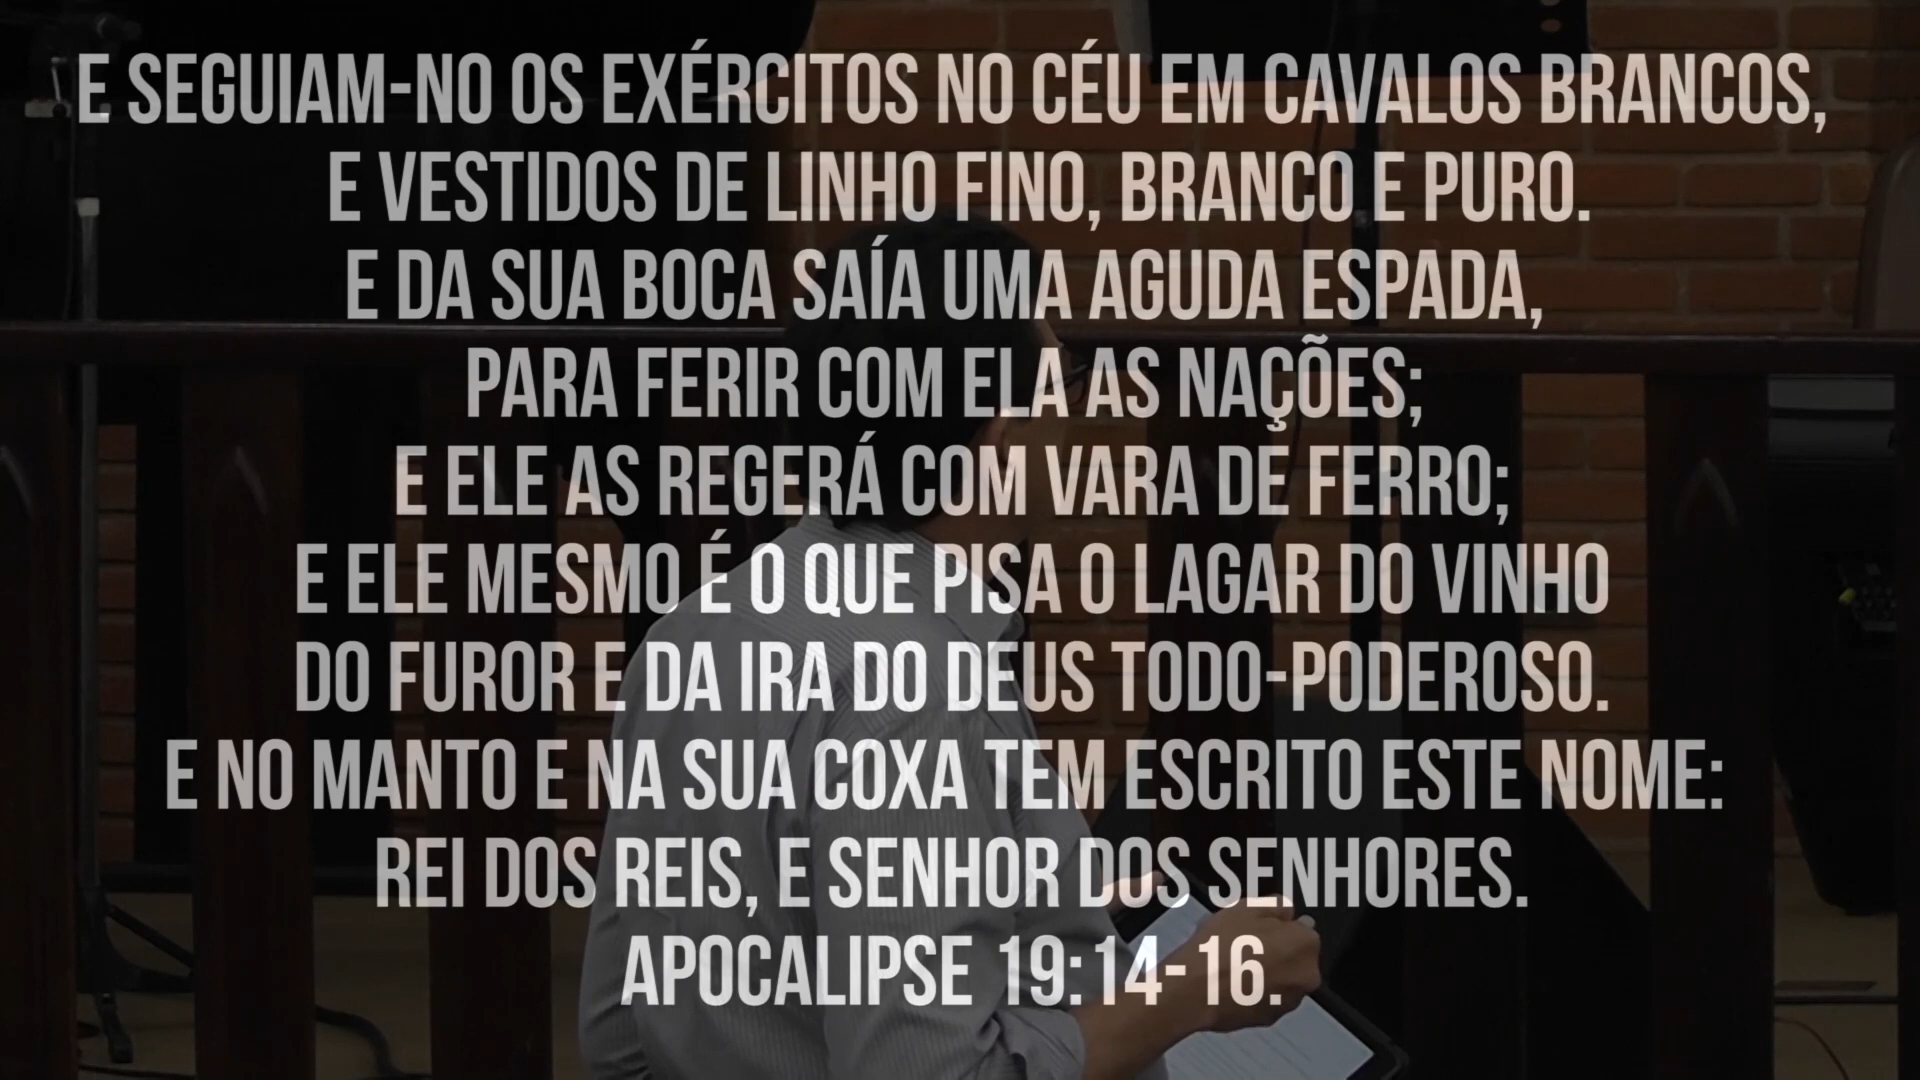 E SEGUIAM-NO OS EXÉRCITOS NO CÉU EM CAVALOS BRANCOS,
E VESTIDOS DE LINHO FINO, BRANCO E PURO.
E DA SUA BOCA SAÍA UMA AGUDA ESPADA,
PARA FERIR COM ELA AS NAÇÕES;
E ELE AS REGERÁ COM VARA DE FERRO;
E ELE MESMO É O QUE PISA O LAGAR DO VINHO
DO FUROR E DA IRA DO DEUS TODO-PODEROSO.
E NO MANTO E NA SUA COXA TEM ESCRITO ESTE NOME:
REI DOS REIS, E SENHOR DOS SENHORES.
APOCALIPSE 19:14-16.